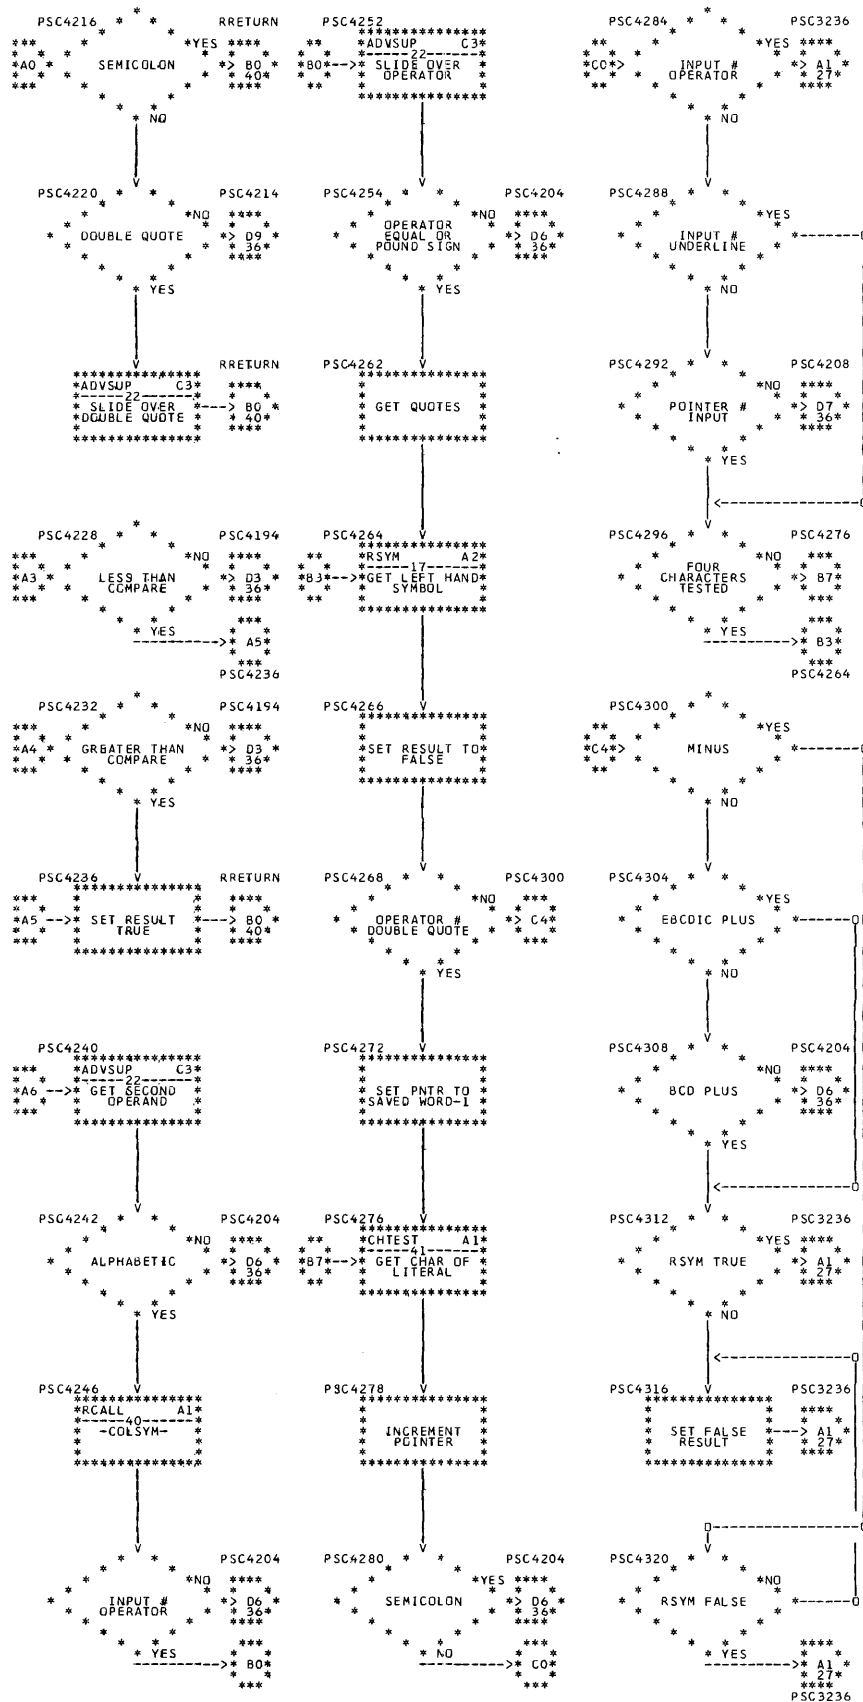 PSC4216
RRETURN
A0
SEMICOLON
YES
B0
40
NO
PSC4220
PSC4214
DOUBLE QUOTE
NO
D9
36
YES
RRETURN
ADVSUP C3
22
SLIDE OVER
DOUBLE QUOTE
B0
40
PSC4228
PSC4194
A3
LESS THAN
COMPARE
NO
D3
36
YES
A5
PSC4236
PSC4232
PSC4194
A4
GREATER THAN
COMPARE
NO
D3
36
YES
PSC4236
RRETURN
A5
SET RESULT
TRUE
B0
40
PSC4240
ADVSUP C3
22
A6
GET SECOND
OPERAND
PSC4242
PSC4204
ALPHABETIC
NO
D6
36
YES
PSC4246
RCALL A1
40
-COLSYM-
PSC4204
INPUT #
OPERATOR
NO
D6
36
YES
B0
PSC4252
ADVSUP C3
22
B0
SLIDE OVER
OPERATOR
PSC4254
PSC4204
OPERATOR
EQUAL OR
POUND SIGN
NO
D6
36
YES
PSC4262
GET QUOTES
PSC4264
RSYM A2
17
B3
GET LEFT HAND
SYMBOL
PSC4266
SET RESULT TO
FALSE
PSC4268
PSC4300
OPERATOR #
DOUBLE QUOTE
NO
C4
YES
PSC4272
SET PNTR TO
SAVED WORD-1
PSC4276
CHTEST A1
41
B7
GET CHAR OF
LITERAL
PSC4278
INCREMENT
POINTER
PSC4280
PSC4204
SEMICOLON
YES
D6
36
NO
C0
PSC4284
PSC3236
C0
INPUT #
OPERATOR
YES
A1
27
NO
PSC4288
INPUT #
UNDERLINE
YES
NO
PSC4292
PSC4208
POINTER #
INPUT
NO
D7
36
YES
PSC4296
PSC4276
FOUR
CHARACTERS
TESTED
NO
B7
YES
B3
PSC4264
PSC4300
C4
MINUS
YES
NO
PSC4304
EBCDIC PLUS
YES
NO
PSC4308
PSC4204
BCD PLUS
NO
D6
36
YES
PSC4312
PSC3236
RSYM TRUE
YES
A1
27
NO
PSC4316
PSC3236
SET FALSE
RESULT
A1
27
PSC4320
RSYM FALSE
NO
YES
A1
27
PSC3236